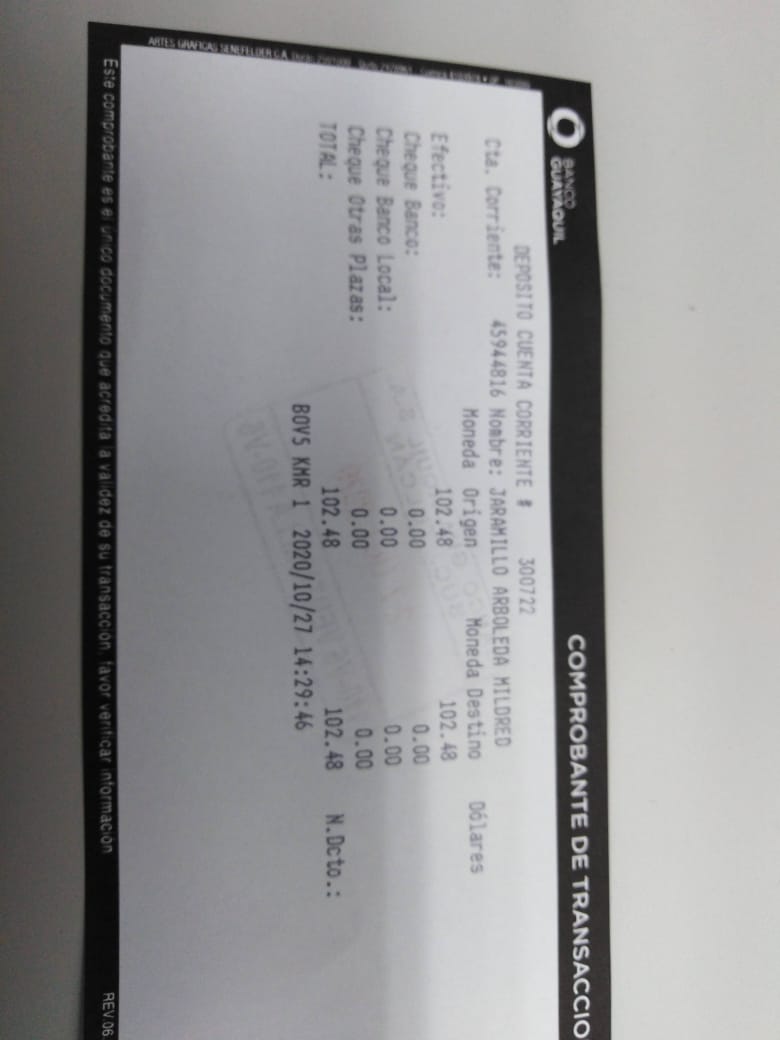 BANCO
GUAYAQUIL
COMPROBANTE DE TRANSACCIO
DEPOSITO CUENTA CORRIENTE # 300722
Cta. Corriente: 45944816 Nombre: JARAMILLO ARBOLEDA MILDRED
Moneda Origen Moneda Destino Dólares
Efectivo: 102.48 102.48
Cheque Banco: 0.00 0.00
Cheque Banco Local: 0.00 0.00
Cheque Otras Plazas: 0.00 0.00
TOTAL: 102.48 102.48 N.Dcto.:
BOVS KMR 1 2020/10/27 14:29:46
ARTES GRAFICAS SENEFELDER C.A.
Este comprobante es el único documento que acredita la validez de su transacción, favor verificar información
REV.06.